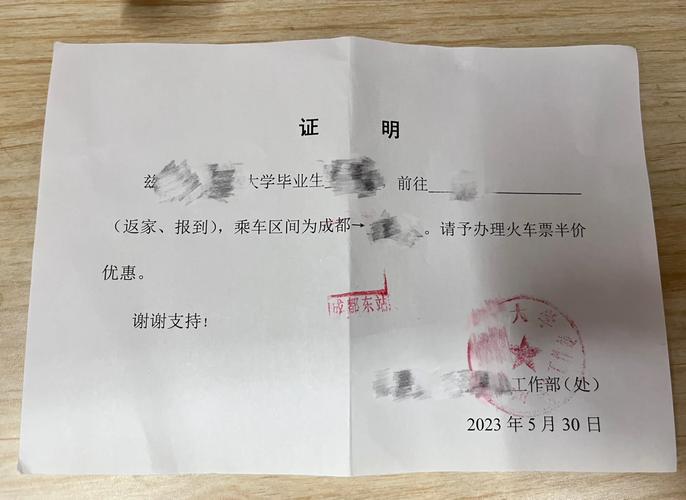 证 明
兹 大学毕业生 前往
（返家、报到），乘车区间为成都→ 。请予办理火车票半价
优惠。
谢谢支持！
成都东站
大
工作部（处）
2023 年 5 月 30 日